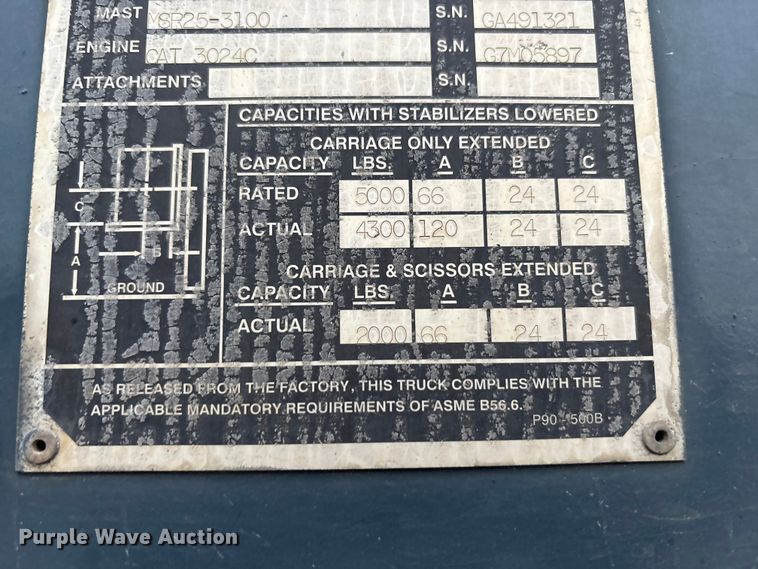 MAST MSR25-3100 S.N. GA491321
ENGINE CAT 3024C S.N. G7M05897
ATTACHMENTS S.N.
CAPACITIES WITH STABILIZERS LOWERED
CARRIAGE ONLY EXTENDED
CAPACITY LBS. A B C
RATED 5000 66 24 24
ACTUAL 4300 120 24 24
C
B
A
GROUND
CARRIAGE & SCISSORS EXTENDED
CAPACITY LBS. A B C
ACTUAL 2000 66 24 24
AS RELEASED FROM THE FACTORY, THIS TRUCK COMPLIES WITH THE
APPLICABLE MANDATORY REQUIREMENTS OF ASME B56.6.
P90 - 500B
Purple Wave Auction